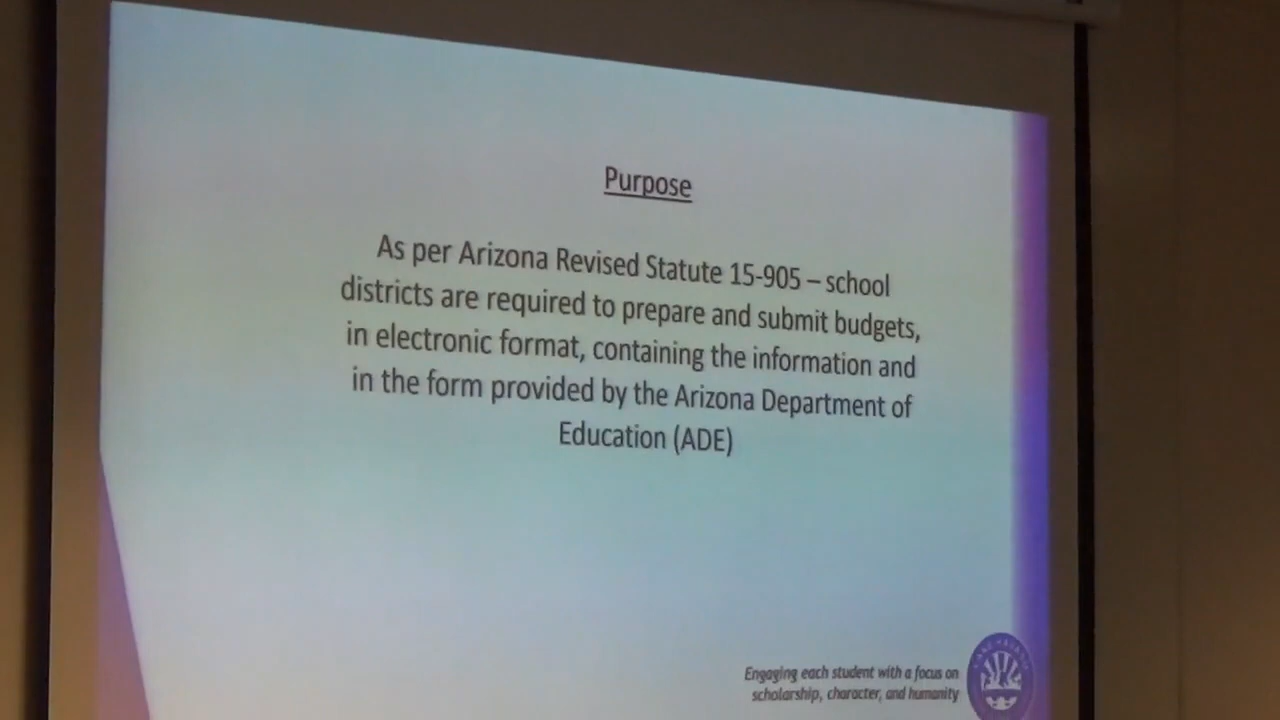 Purpose
As per Arizona Revised Statute 15-905 – school
districts are required to prepare and submit budgets,
in electronic format, containing the information and
in the form provided by the Arizona Department of
Education (ADE)
Engaging each student with a focus on
scholarship, character, and humanity